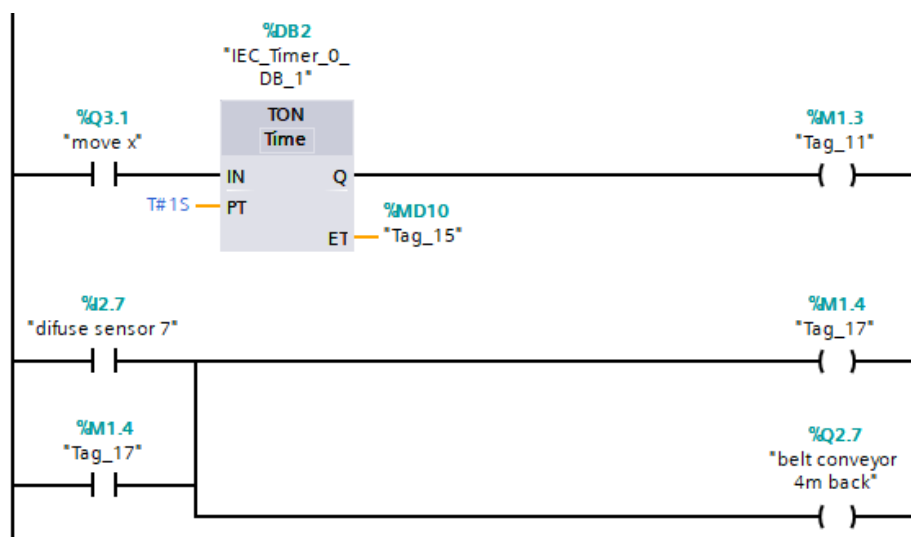 %DB2
"IEC_Timer_0_
DB_1"
%Q3.1
"move x"
TON
Time
%M1.3
"Tag_11"
IN
Q
T#1S
PT
%MD10
ET
"Tag_15"
%I2.7
"difuse sensor 7"
%M1.4
"Tag_17"
%M1.4
"Tag_17"
%Q2.7
"belt conveyor
4m back"